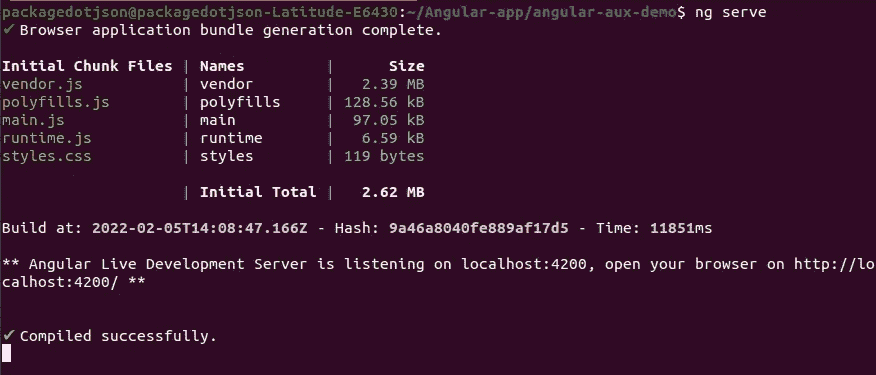 packagedotjson@packagedotjson-Latitude-E6430:~/Angular-app/angular-aux-demo$ ng serve
✔ Browser application bundle generation complete.
Initial Chunk Files | Names | Size
vendor.js | vendor | 2.39 MB
polyfills.js | polyfills | 128.56 kB
main.js | main | 97.05 kB
runtime.js | runtime | 6.59 kB
styles.css | styles | 119 bytes
| Initial Total | 2.62 MB
Build at: 2022-02-05T14:08:47.166Z - Hash: 9a46a8040fe889af17d5 - Time: 11851ms
** Angular Live Development Server is listening on localhost:4200, open your browser on http://lo
calhost:4200/ **
✔ Compiled successfully.